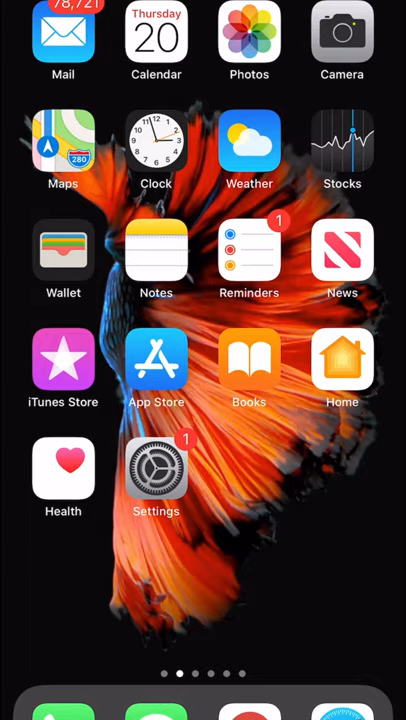 78,721
Thursday
20
Mail
Calendar
Photos
Camera
280
Maps
Clock
Weather
Stocks
1
Wallet
Notes
Reminders
News
iTunes Store
App Store
Books
Home
1
Health
Settings